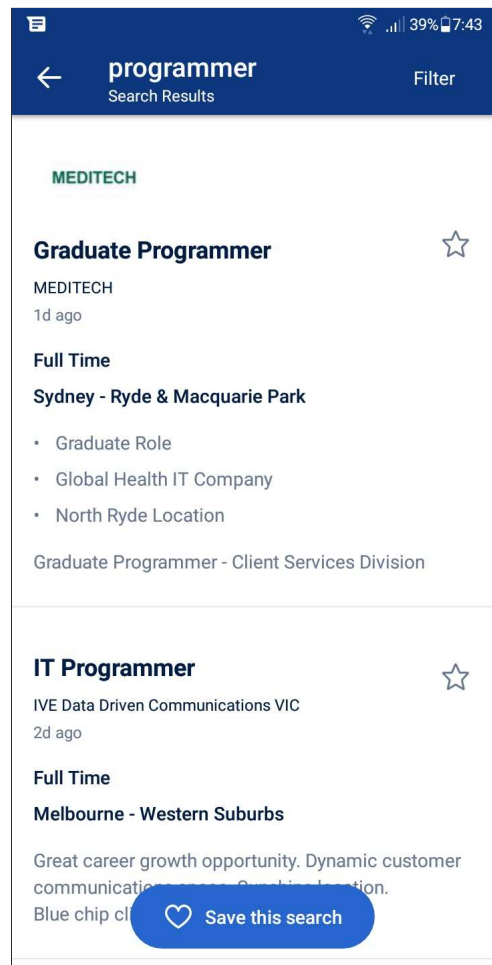 39% 7:43
programmer
Filter
Search Results
MEDITECH
Graduate Programmer
MEDITECH
1d ago
Full Time
Sydney - Ryde & Macquarie Park
• Graduate Role
• Global Health IT Company
• North Ryde Location
Graduate Programmer - Client Services Division
IT Programmer
IVE Data Driven Communications VIC
2d ago
Full Time
Melbourne - Western Suburbs
Great career growth opportunity. Dynamic customer
Blue chip
Save this search